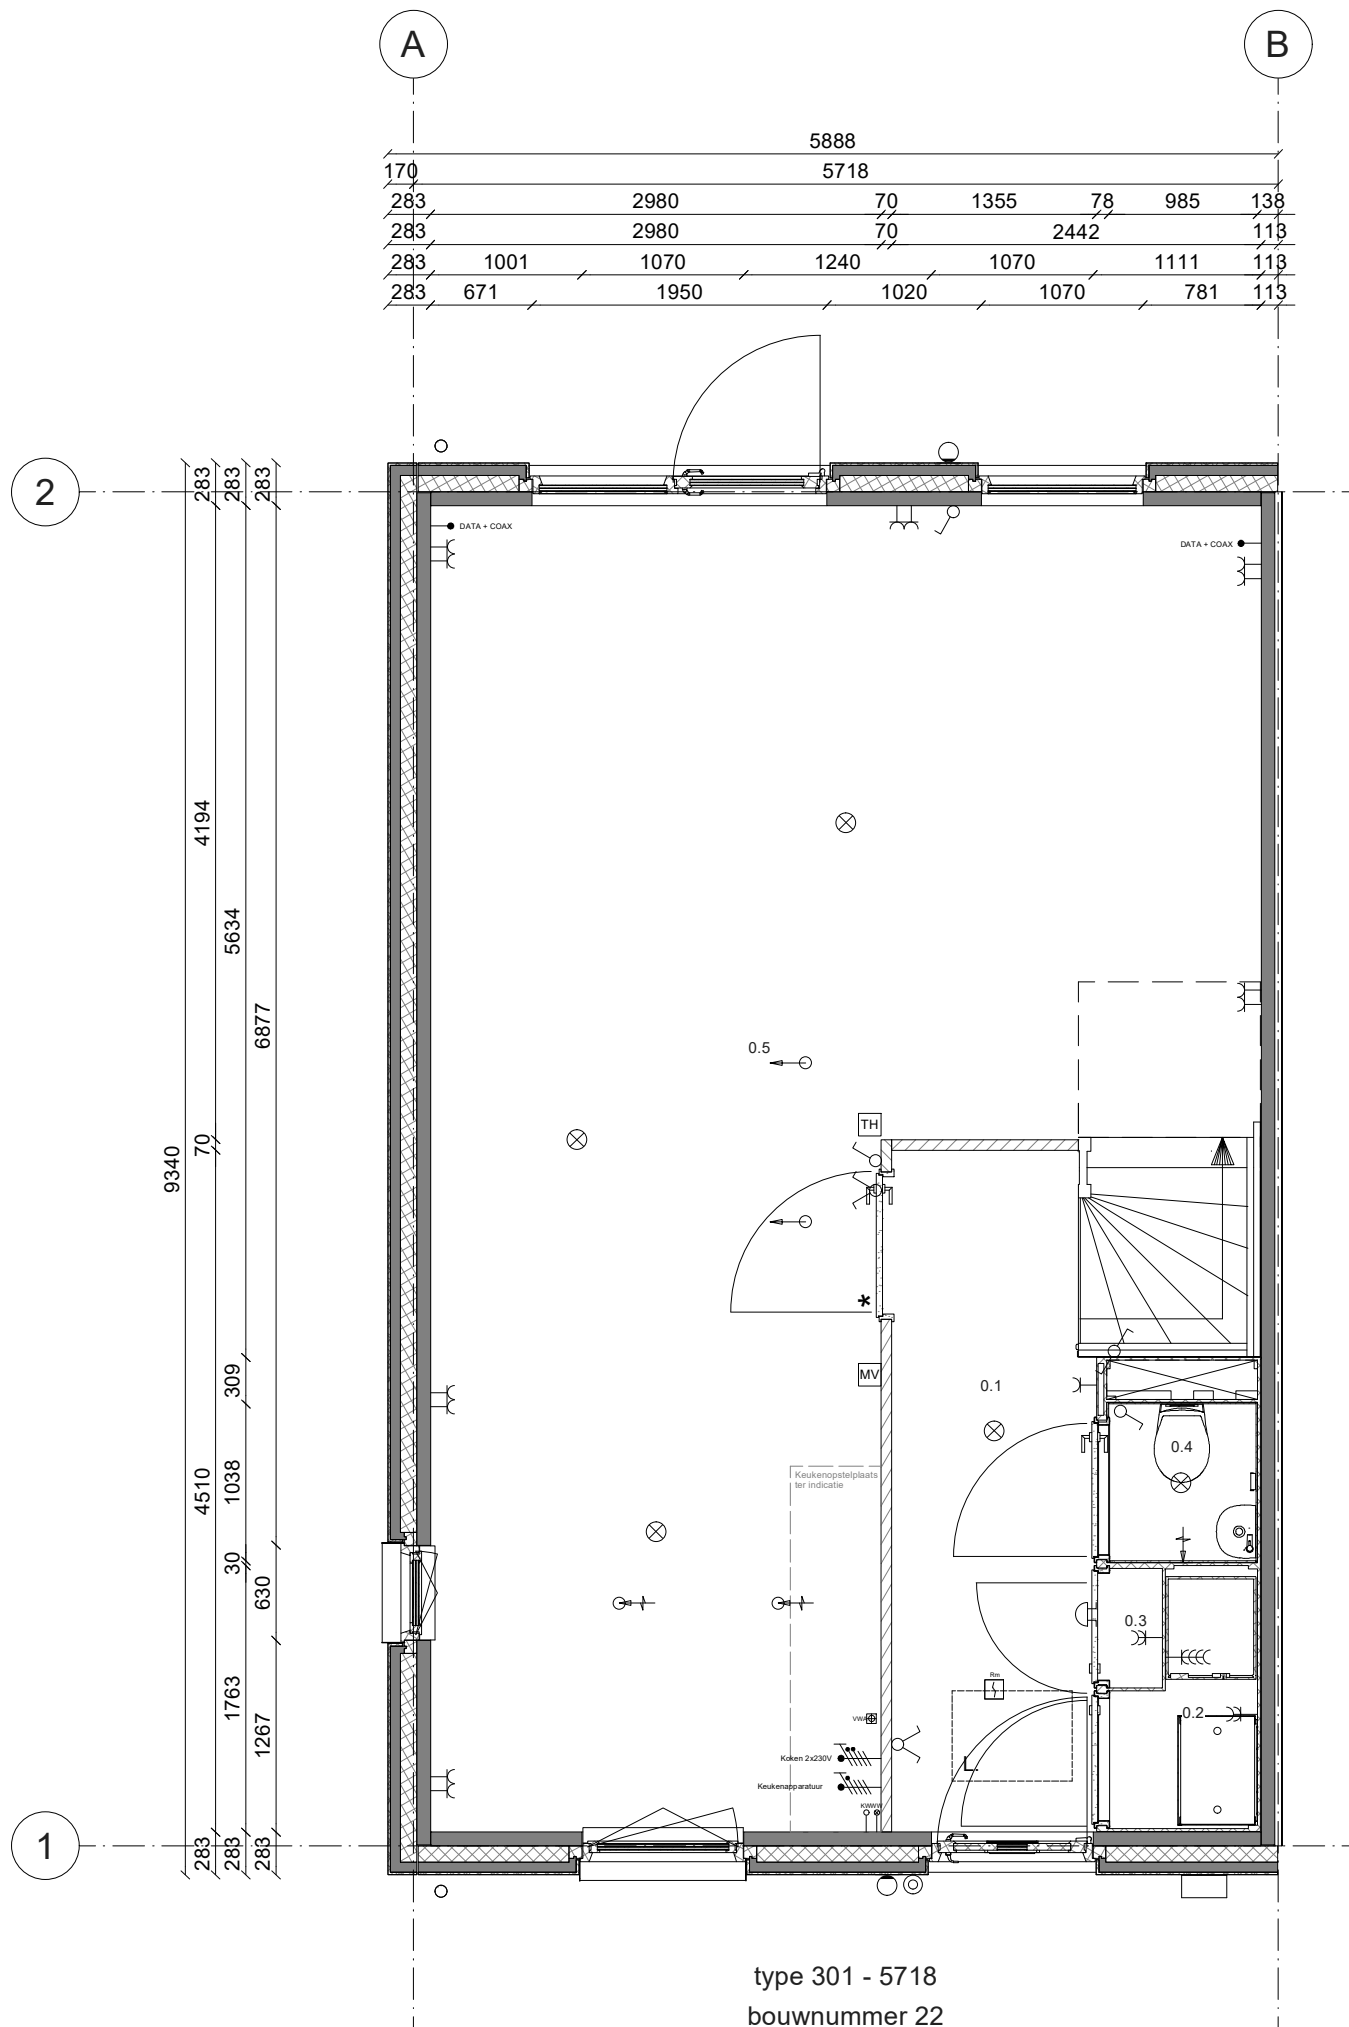 A B
5888
170 5718
283 2980 70 1355 78 985 138
283 2980 70 2442 113
283 1001 1070 1240 1070 1111 113
283 671 1950 1020 1070 781 113
2
283 283 283
DATA + COAX
DATA + COAX
4194
5634
6877
0.5
TH
9340
70
MV
309
0.1
0.4
Keukenopstelplaats
ter indicatie
4510
1038
30
630
0.3
Rm
1763
1267
0.2
VWA
L
Koken 2x230V
Keukenapparatuur
KWWW
1
283 283 283
type 301 - 5718
bouwnummer 22